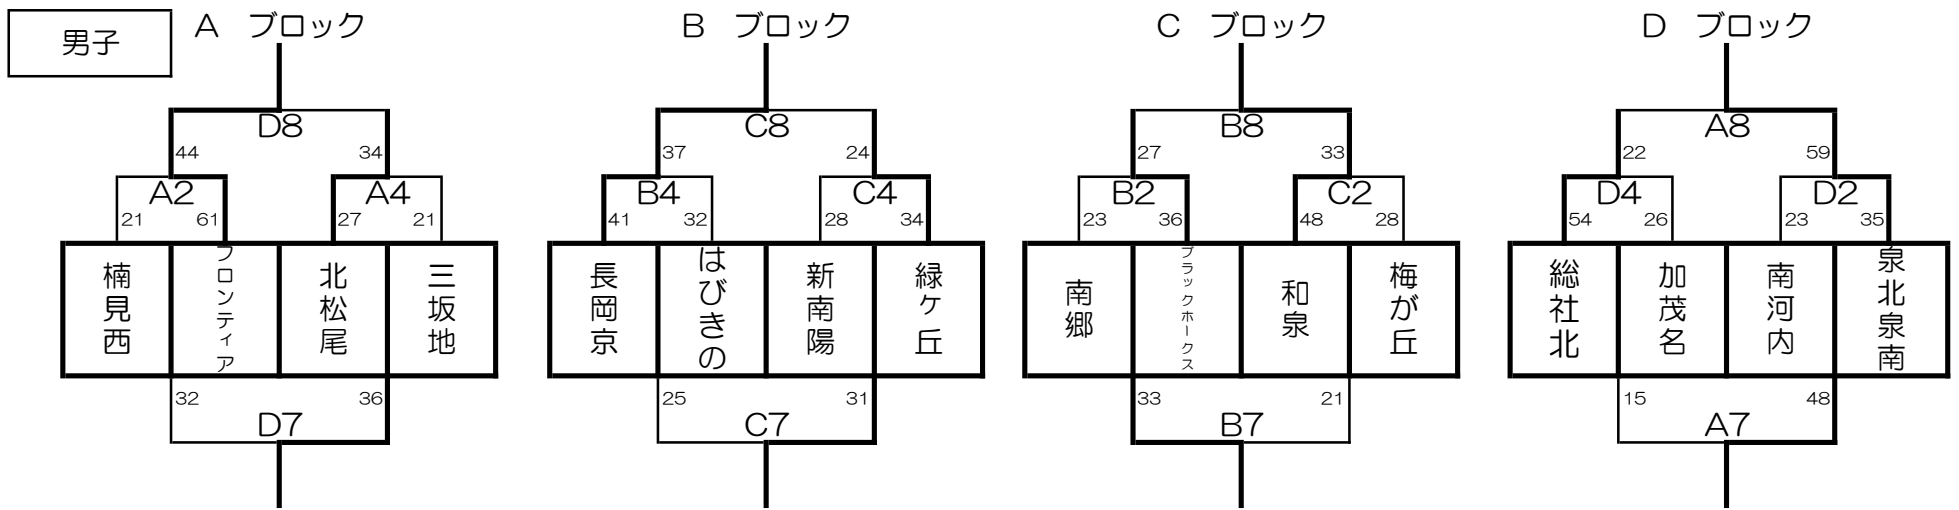 男子
A ブロック
B ブロック
C ブロック
D ブロック
D8
C8
B8
A8
44
34
37
24
27
33
22
59
A2
A4
B4
C4
B2
C2
D4
D2
21
61
27
21
41
32
28
34
23
36
48
28
54
26
23
35
楠見西
フロンティア
北松尾
三坂地
長岡京
はびきの
新南陽
緑ケ丘
南郷
ブラックホークス
和泉
梅が丘
総社北
加茂名
南河内
泉北泉南
32
36
25
31
33
21
15
48
D7
C7
B7
A7